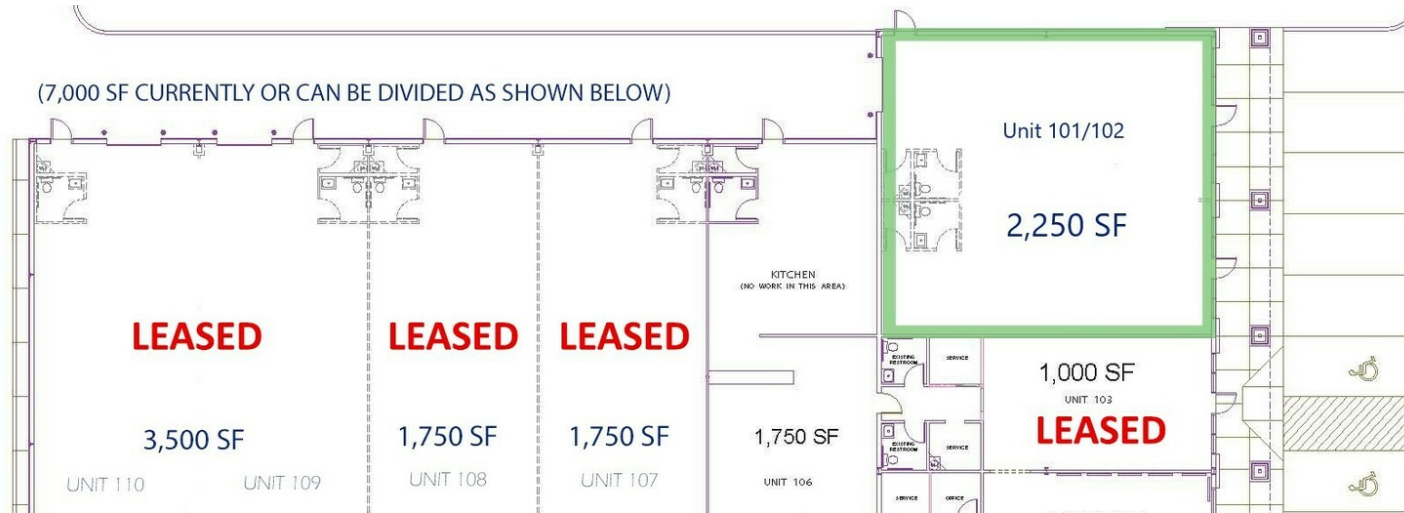 (7,000 SF CURRENTLY OR CAN BE DIVIDED AS SHOWN BELOW)
Unit 101/102
2,250 SF
KITCHEN
(NO WORK IN THIS AREA)
LEASED
LEASED
LEASED
3,500 SF
1,750 SF
1,750 SF
1,750 SF
UNIT 110
UNIT 109
UNIT 108
UNIT 107
UNIT 106
EXISTING
RESTROOM
SERVICE
1,000 SF
UNIT 103
LEASED
EXISTING
RESTROOM
SERVICE
SERVICE
OFFICE